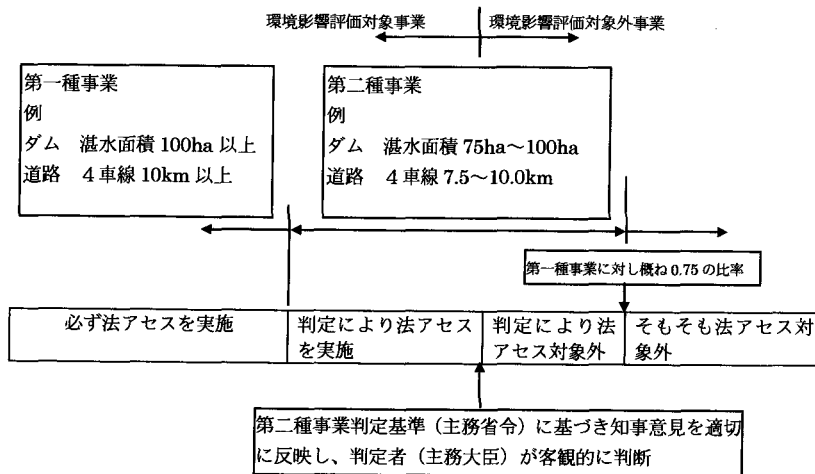 環境影響評価対象事業
環境影響評価対象外事業
第一種事業
例
ダム 湛水面積 100ha 以上
道路 ４車線 10km 以上
第二種事業
例
ダム 湛水面積 75ha～100ha
道路 ４車線 7.5～10.0km
第一種事業に対し概ね 0.75 の比率
必ず法アセスを実施
判定により法アセス
を実施
判定により法
アセス対象外
そもそも法アセス対
象外
第二種事業判定基準（主務省令）に基づき知事意見を適切
に反映し、判定者（主務大臣）が客観的に判断